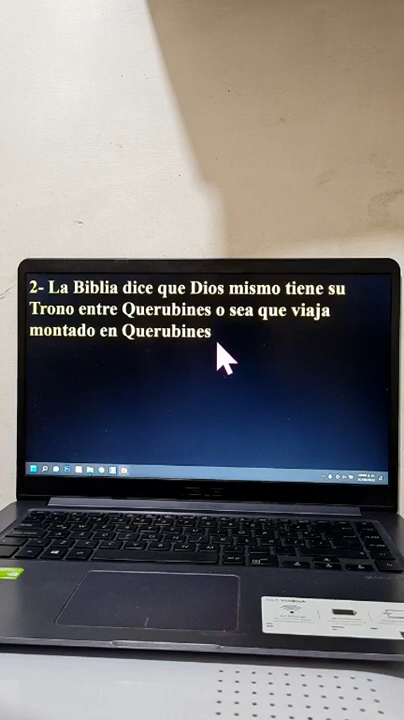 2- La Biblia dice que Dios mismo tiene su
Trono entre Querubines o sea que viaja
montado en Querubines